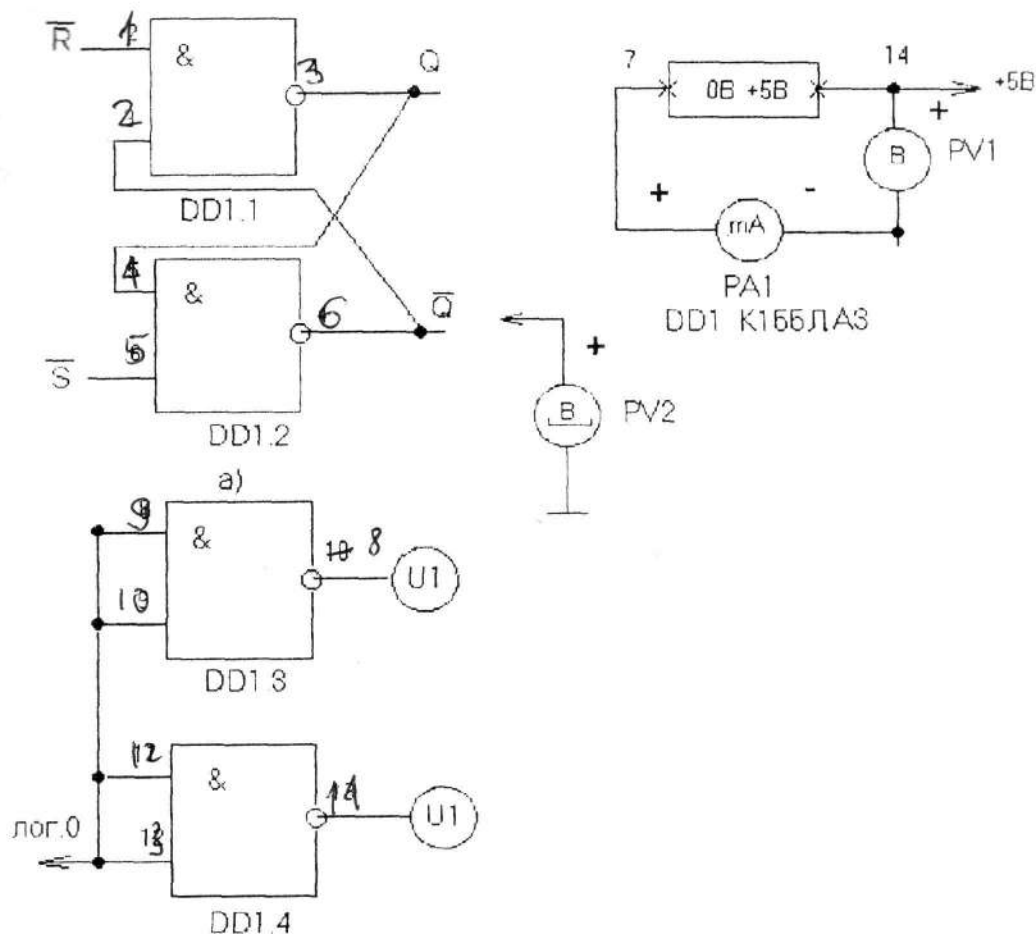 R̅ 1 & 3 Q
2
DD1.1
4 & 6 Q̅
5
S̅
DD1.2
а)
7 0В +5В 14 +5В
+ В PV1
+ mA -
PA1
DD1 К155ЛА3
+
В PV2
9 & 10 8 U1
10
DD1.3
12 & 11 U1
лог.0 13
DD1.4